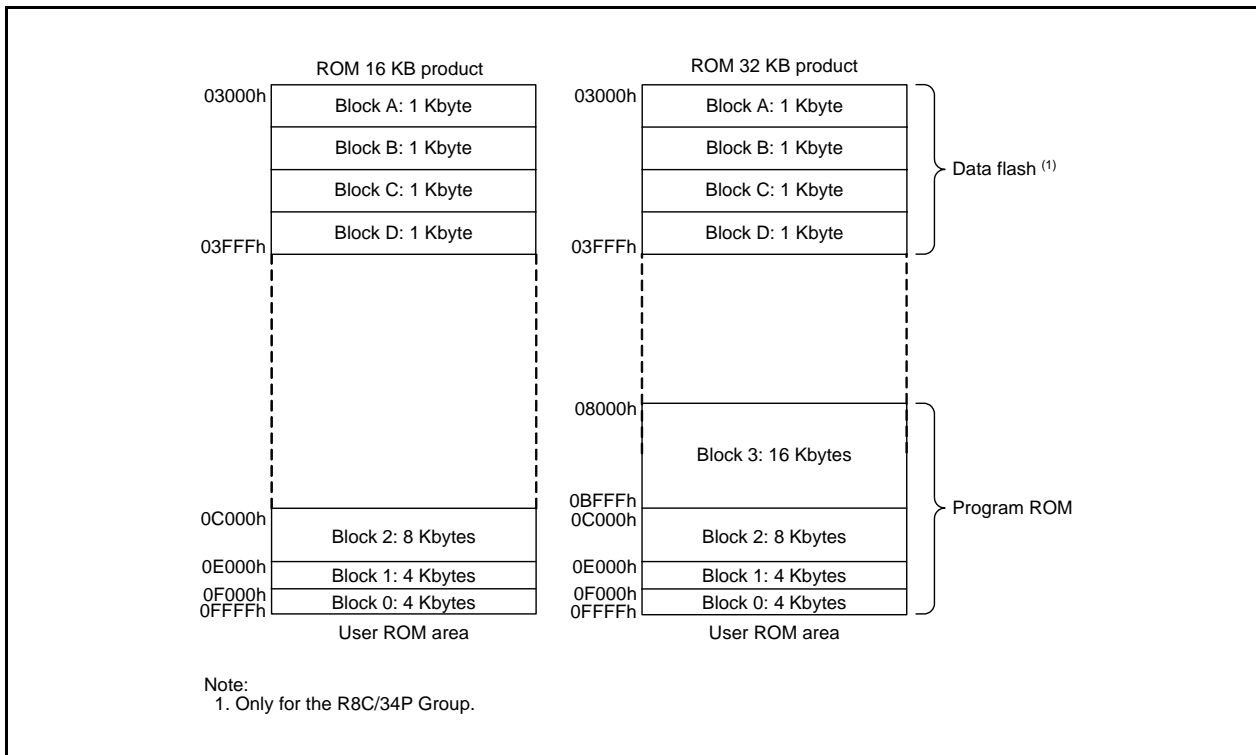 ROM 16 KB product
03000h
Block A: 1 Kbyte
Block B: 1 Kbyte
Block C: 1 Kbyte
Block D: 1 Kbyte
03FFFh
0C000h
Block 2: 8 Kbytes
0E000h
Block 1: 4 Kbytes
0F000h
Block 0: 4 Kbytes
0FFFFh
User ROM area
ROM 32 KB product
03000h
Block A: 1 Kbyte
Block B: 1 Kbyte
Block C: 1 Kbyte
Block D: 1 Kbyte
03FFFh
Data flash (1)
08000h
Block 3: 16 Kbytes
0BFFFh
0C000h
Block 2: 8 Kbytes
0E000h
Block 1: 4 Kbytes
0F000h
Block 0: 4 Kbytes
0FFFFh
Program ROM
User ROM area
Note:
1. Only for the R8C/34P Group.